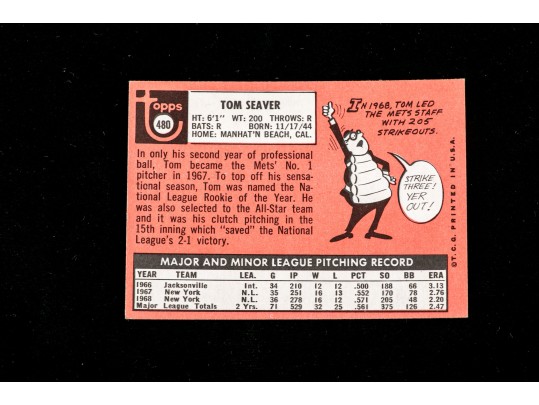 Topps
480
TOM SEAVER
HT: 6'1" WT: 200 THROWS: R
BATS: R BORN: 11/17/44
HOME: MANHAT'N BEACH, CAL.
In only his second year of professional
ball, Tom became the Mets' No. 1
pitcher in 1967. To top off his sensa-
tional season, Tom was named the Na-
tional League Rookie of the Year. He
was also selected to the All-Star team
and it was his clutch pitching in the
15th inning which "saved" the National
League's 2-1 victory.
IN 1968, TOM LED
THE METS STAFF
WITH 205
STRIKEOUTS.
STRIKE
THREE!
YER
OUT!
©T.C.G. PRINTED IN U.S.A.
MAJOR AND MINOR LEAGUE PITCHING RECORD
YEAR TEAM LEA. G IP W L PCT SO BB ERA
1966 Jacksonville Int. 34 210 12 12 .500 188 66 3.13
1967 New York N.L. 35 251 16 13 .552 170 78 2.76
1968 New York N.L. 36 278 16 12 .571 205 48 2.20
Major League Totals 2 Yrs. 71 529 32 25 .561 375 126 2.47